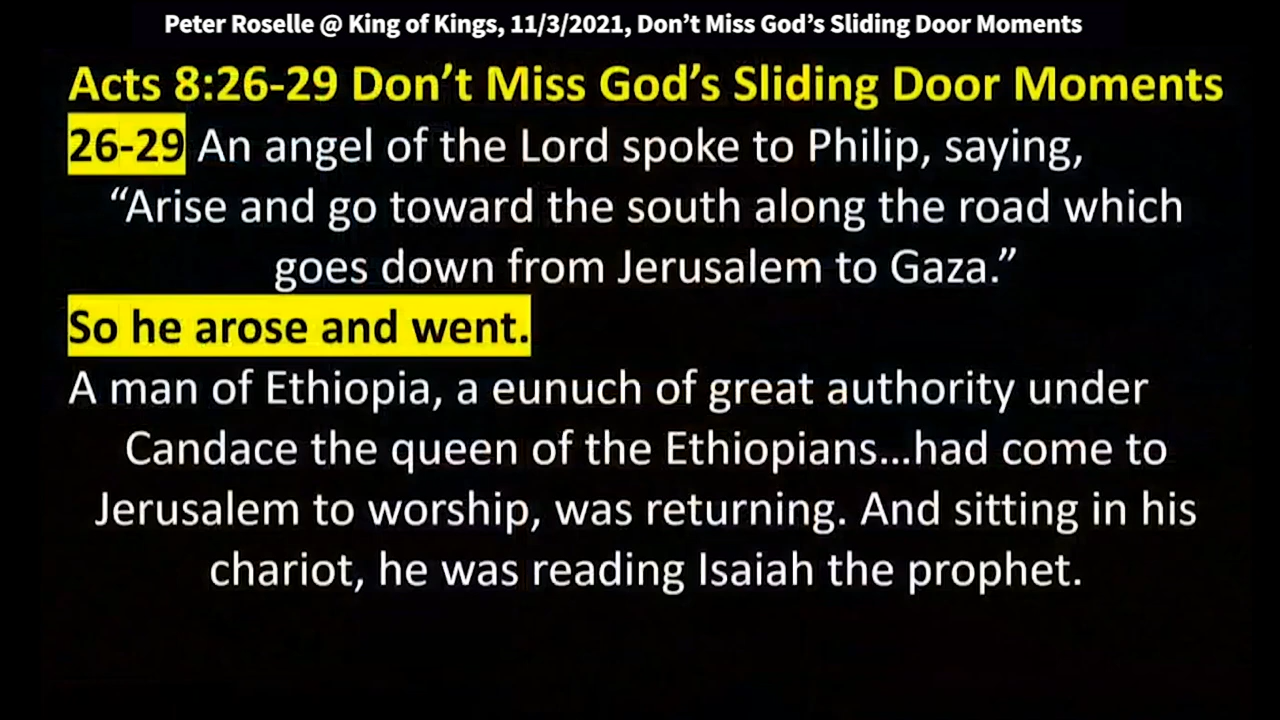 Peter Roselle @ King of Kings, 11/3/2021, Don’t Miss God’s Sliding Door Moments
Acts 8:26-29 Don’t Miss God’s Sliding Door Moments
26-29 An angel of the Lord spoke to Philip, saying,
“Arise and go toward the south along the road which
goes down from Jerusalem to Gaza.”
So he arose and went.
A man of Ethiopia, a eunuch of great authority under
Candace the queen of the Ethiopians...had come to
Jerusalem to worship, was returning. And sitting in his
chariot, he was reading Isaiah the prophet.